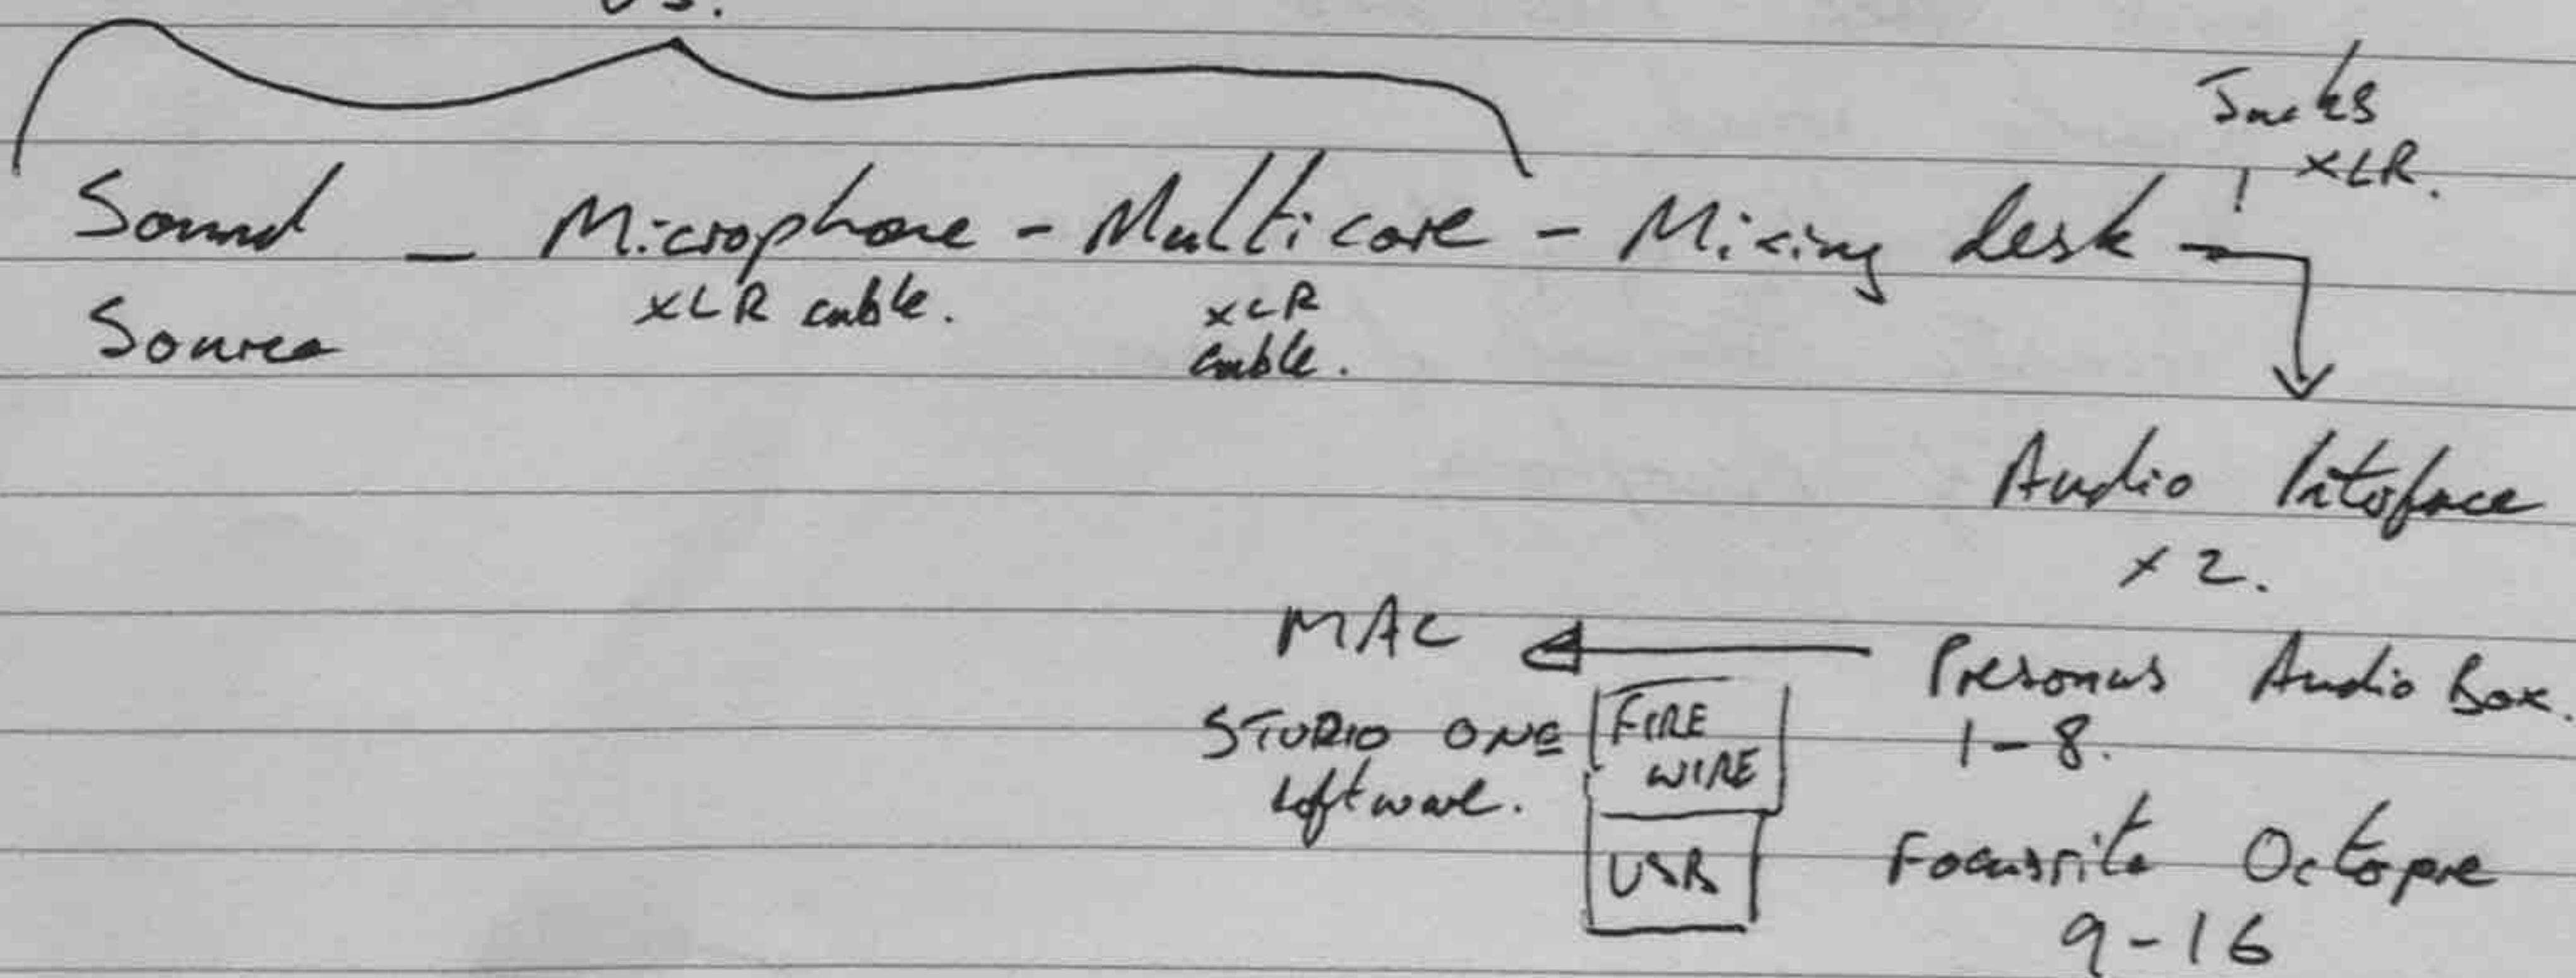 Jacks
XLR.
Sound - Microphone - Multicore - Mixing desk -
Source
XLR cable.
XLR
cable.
Audio Interface
x 2.
MAC
STUDIO ONE
software.
FIRE
WIRE
USB
Presonus Audio Box.
1-8.
Focusrite Octopre
9-16